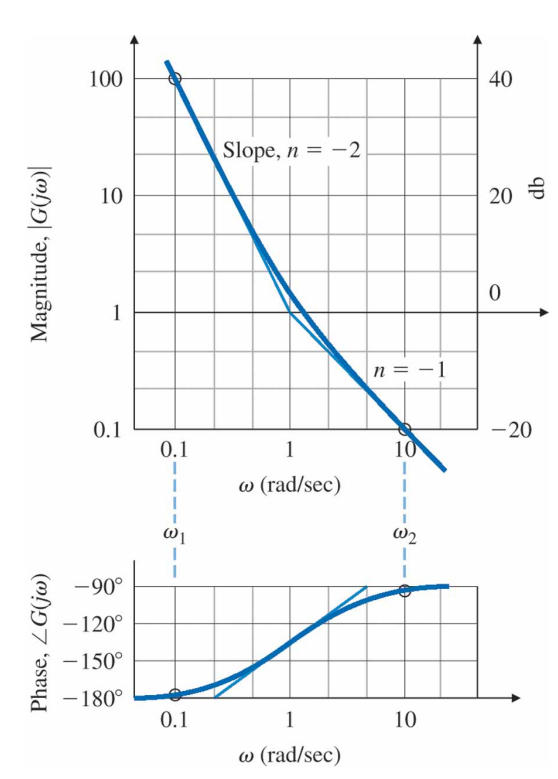 Magnitude, |G(jω)|
100
10
1
0.1
40
20
0
−20
db
Slope, n = −2
n = −1
0.1 1 10
ω (rad/sec)
ω1 ω2
Phase, ∠G(jω)
−90°
−120°
−150°
−180°
0.1 1 10
ω (rad/sec)